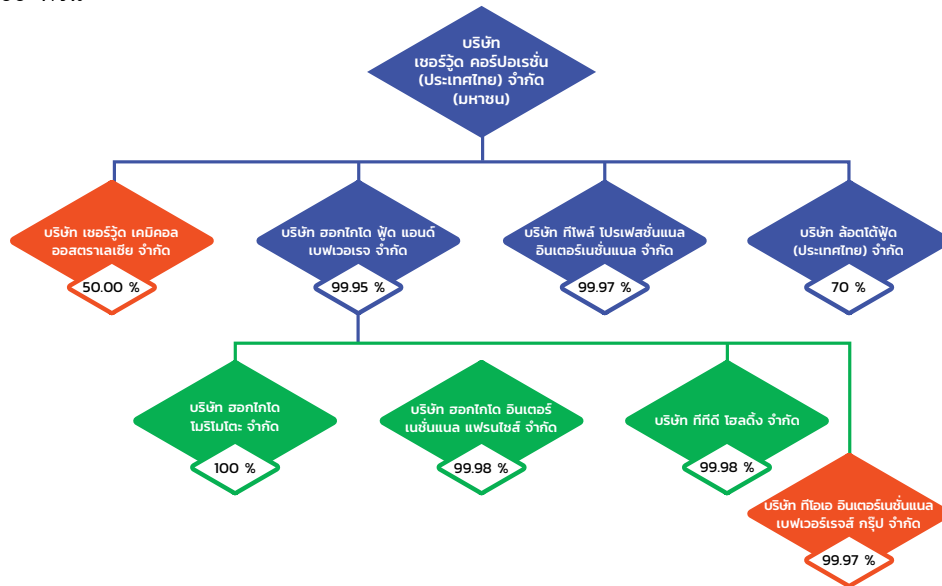 บริษัท
เชอร์วู้ด คอร์ปอเรชั่น
(ประเทศไทย) จำกัด
(มหาชน)
บริษัท เชอร์วู้ด เคมิคอล
ออสตราเลเซีย จำกัด
50.00 %
บริษัท ฮอกไกโด ฟู้ด แอนด์
เบฟเวอเรจ จำกัด
99.95 %
บริษัท ทีโพล์ โปรเฟสชั่นแนล
อินเตอร์เนชั่นแนล จำกัด
99.97 %
บริษัท ล้อตโต้ฟู้ด
(ประเทศไทย) จำกัด
70 %
บริษัท ฮอกไกโด
โมริโมโตะ จำกัด
100 %
บริษัท ฮอกไกโด อินเตอร์
เนชั่นแนล แฟรนไชส์ จำกัด
99.98 %
บริษัท ทีทีดี โฮลดิ้ง จำกัด
99.98 %
บริษัท ทีโอเอ อินเตอร์เนชั่นแนล
เบฟเวอร์เรจส์ กรุ๊ป จำกัด
99.97 %